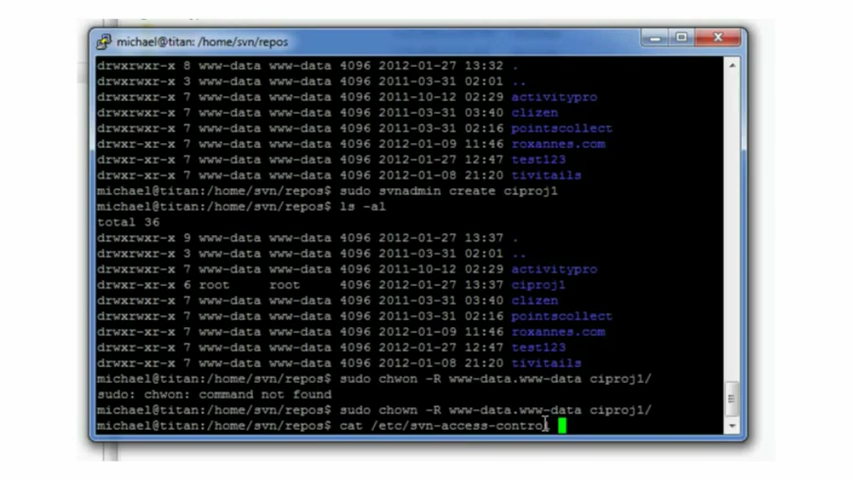 michael@titan: /home/svn/repos
drwxrwxr-x 8 www-data www-data 4096 2012-01-27 13:32 .
drwxrwxr-x 3 www-data www-data 4096 2011-03-31 02:01 ..
drwxr-xr-x 7 www-data www-data 4096 2011-10-12 02:29 activitypro
drwxr-xr-x 7 www-data www-data 4096 2011-03-31 03:40 clizen
drwxr-xr-x 7 www-data www-data 4096 2011-03-31 02:16 pointscollect
drwxr-xr-x 7 www-data www-data 4096 2012-01-09 11:46 roxannes.com
drwxr-xr-x 7 www-data www-data 4096 2012-01-27 12:47 test123
drwxr-xr-x 7 www-data www-data 4096 2012-01-08 21:20 tivitails
michael@titan:/home/svn/repos$ sudo svnadmin create ciproj1
michael@titan:/home/svn/repos$ ls -al
total 36
drwxrwxr-x 9 www-data www-data 4096 2012-01-27 13:37 .
drwxrwxr-x 3 www-data www-data 4096 2011-03-31 02:01 ..
drwxr-xr-x 7 www-data www-data 4096 2011-10-12 02:29 activitypro
drwxr-xr-x 6 root root 4096 2012-01-27 13:37 ciproj1
drwxr-xr-x 7 www-data www-data 4096 2011-03-31 03:40 clizen
drwxr-xr-x 7 www-data www-data 4096 2011-03-31 02:16 pointscollect
drwxr-xr-x 7 www-data www-data 4096 2012-01-09 11:46 roxannes.com
drwxr-xr-x 7 www-data www-data 4096 2012-01-27 12:47 test123
drwxr-xr-x 7 www-data www-data 4096 2012-01-08 21:20 tivitails
michael@titan:/home/svn/repos$ sudo chwon -R www-data.www-data ciproj1/
sudo: chwon: command not found
michael@titan:/home/svn/repos$ sudo chown -R www-data.www-data ciproj1/
michael@titan:/home/svn/repos$ cat /etc/svn-access-control